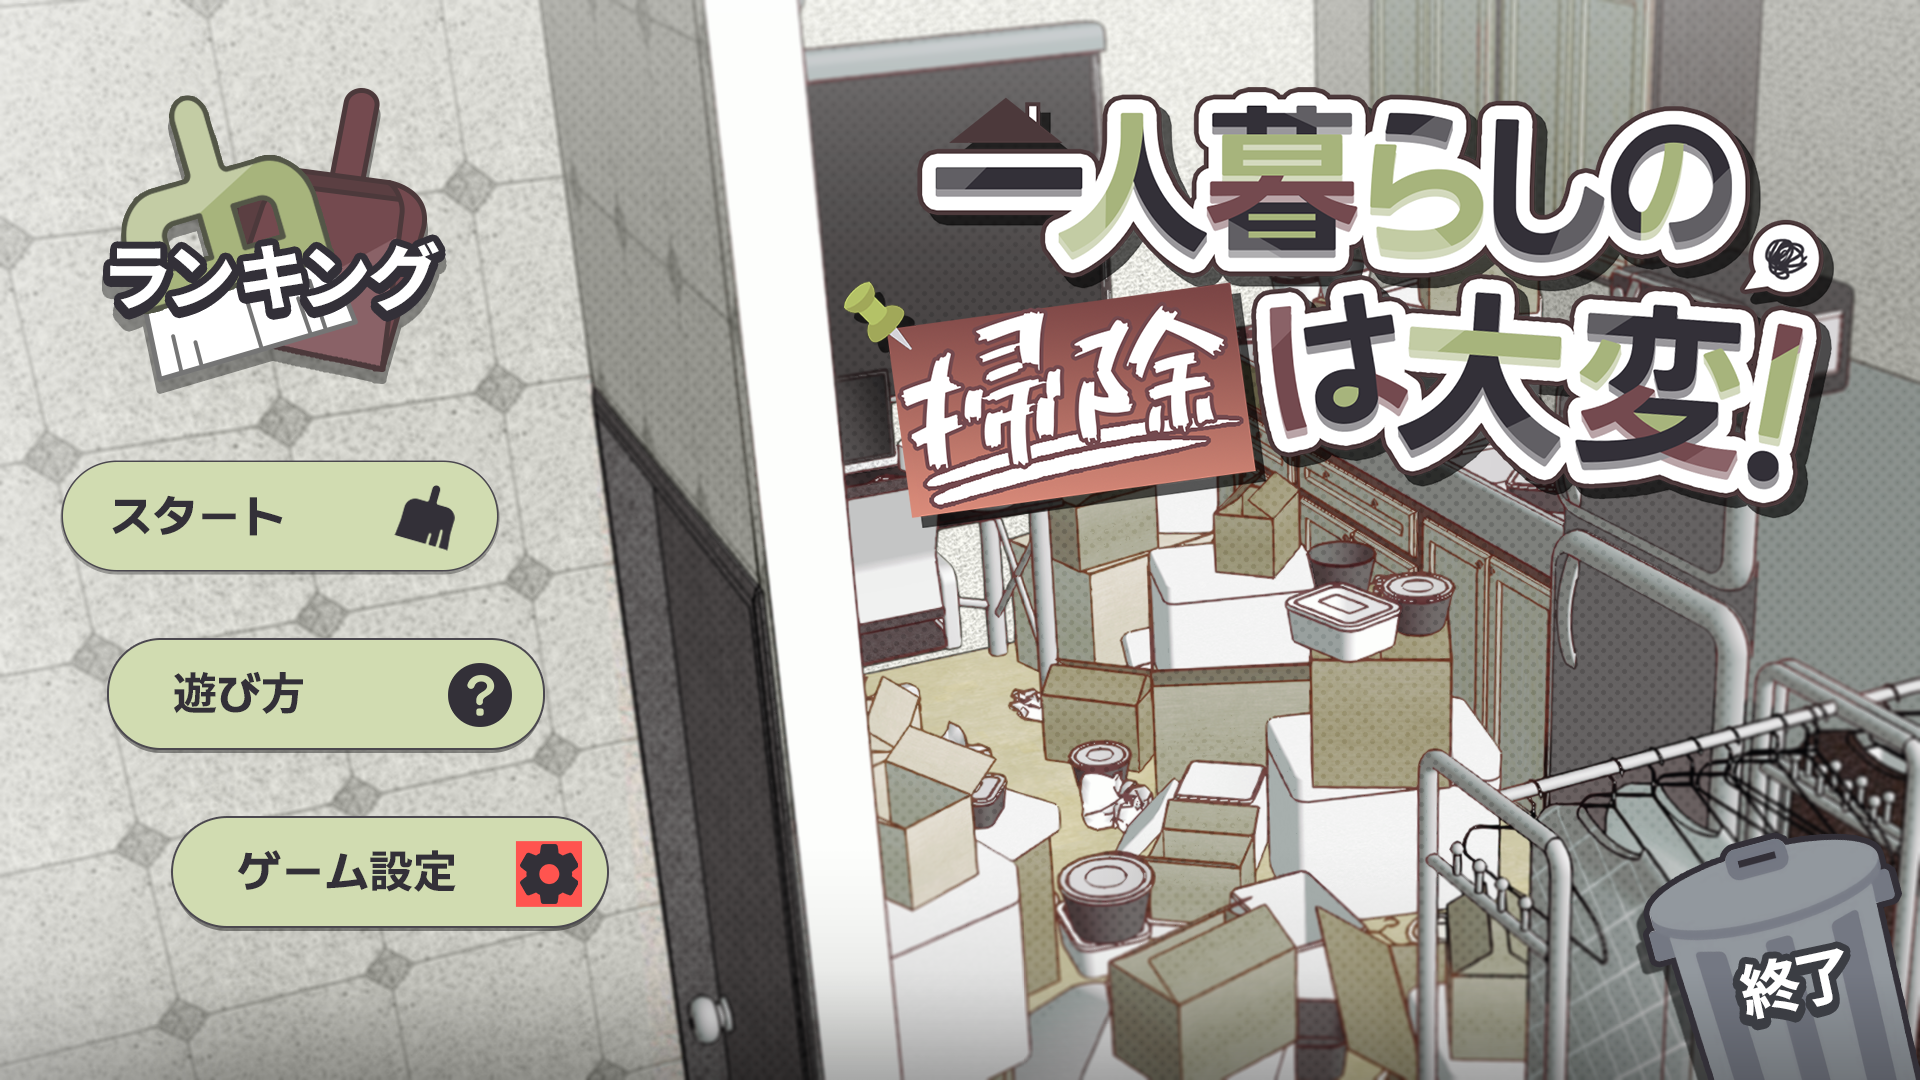 一人暮らしの
掃除は大変!
ランキング
スタート
遊び方
?
ゲーム設定
終了